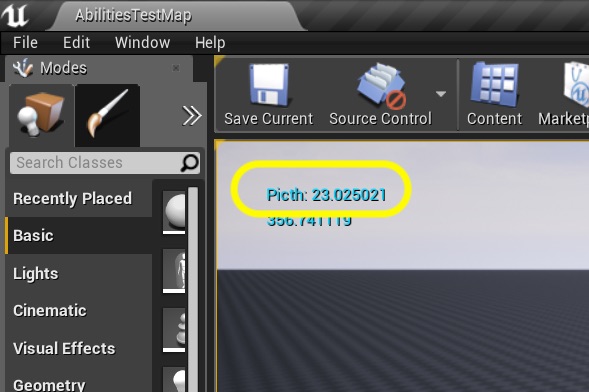 AbilitiesTestMap
File Edit Window Help
Modes
Save Current Source Control Content
Search Classes
Recently Placed
Basic
Lights
Cinematic
Visual Effects
Geometry
Picth: 23.025021
356.741119